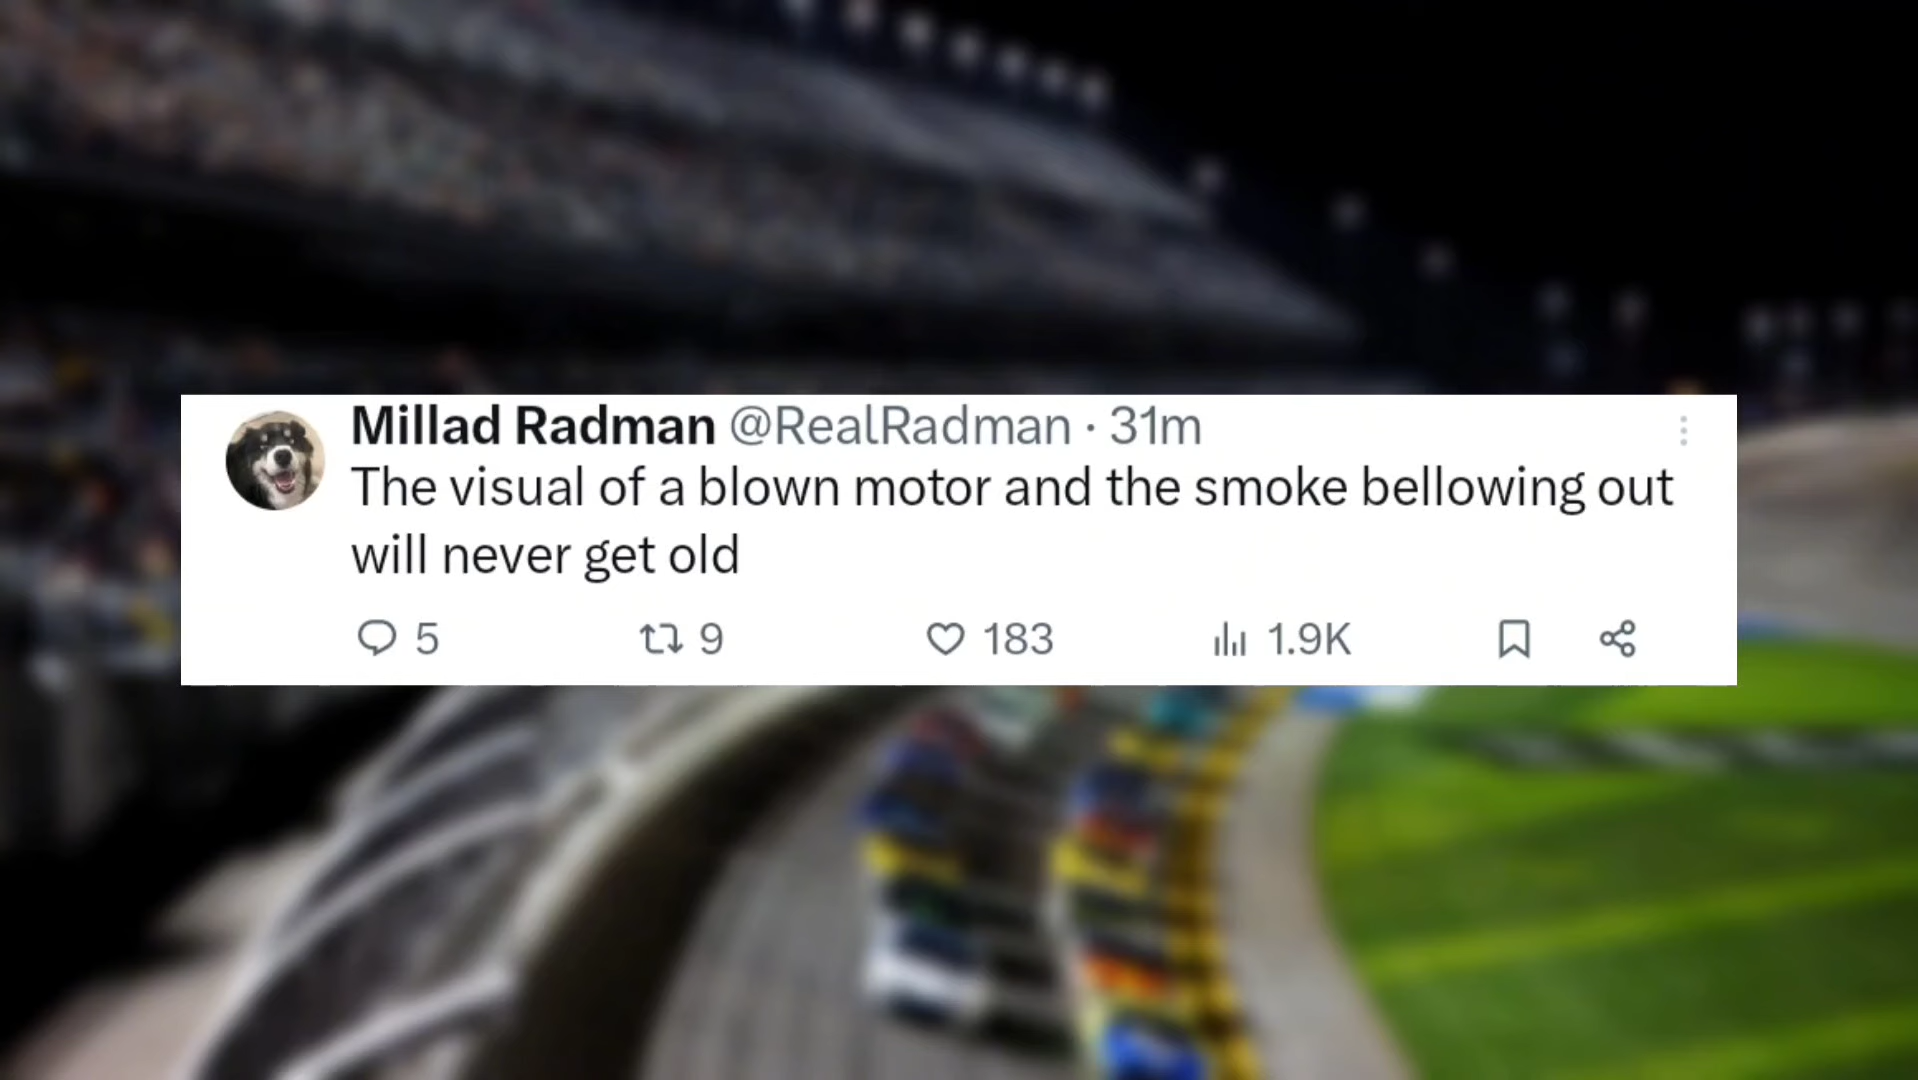 Millad Radman @RealRadman · 31m
The visual of a blown motor and the smoke bellowing out
will never get old
5 9 183 1.9K